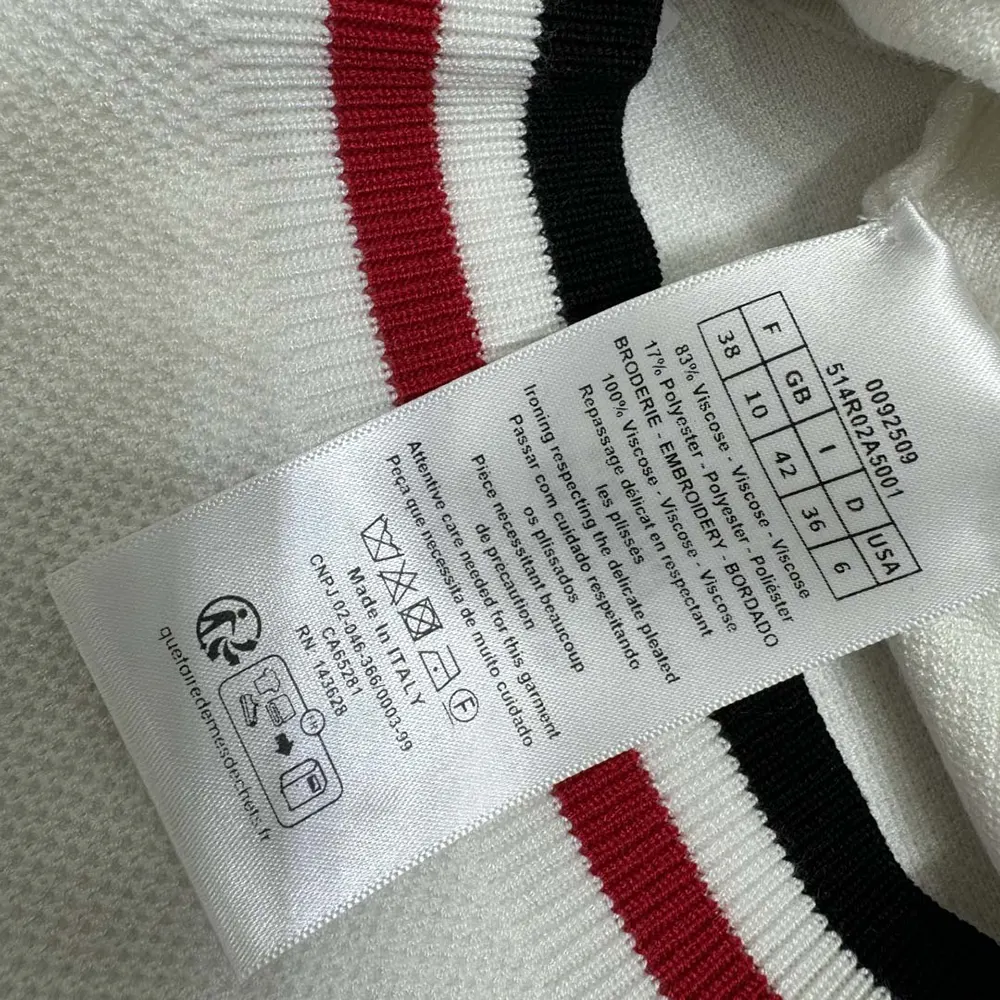 0092509
514R02A5001
F GB I D USA
38 10 42 36 6
83% Viscose - Viscose - Viscose
17% Polyester - Polyester - Poliéster
BRODERIE - EMBROIDERY - BORDADO
100% Viscose - Viscose - Viscose
Repassage délicat en respectant
les plissés
Ironing respecting the delicate pleated
Passar com cuidado respeitando
os plissados
Pièce nécessitant beaucoup
de précaution
Attentive care needed for this garment
Peça que necessita de muito cuidado
F
Made In ITALY
CNPJ 02-046-366/0003-99
CA65281
RN 143628
quefairedemesdechets.fr